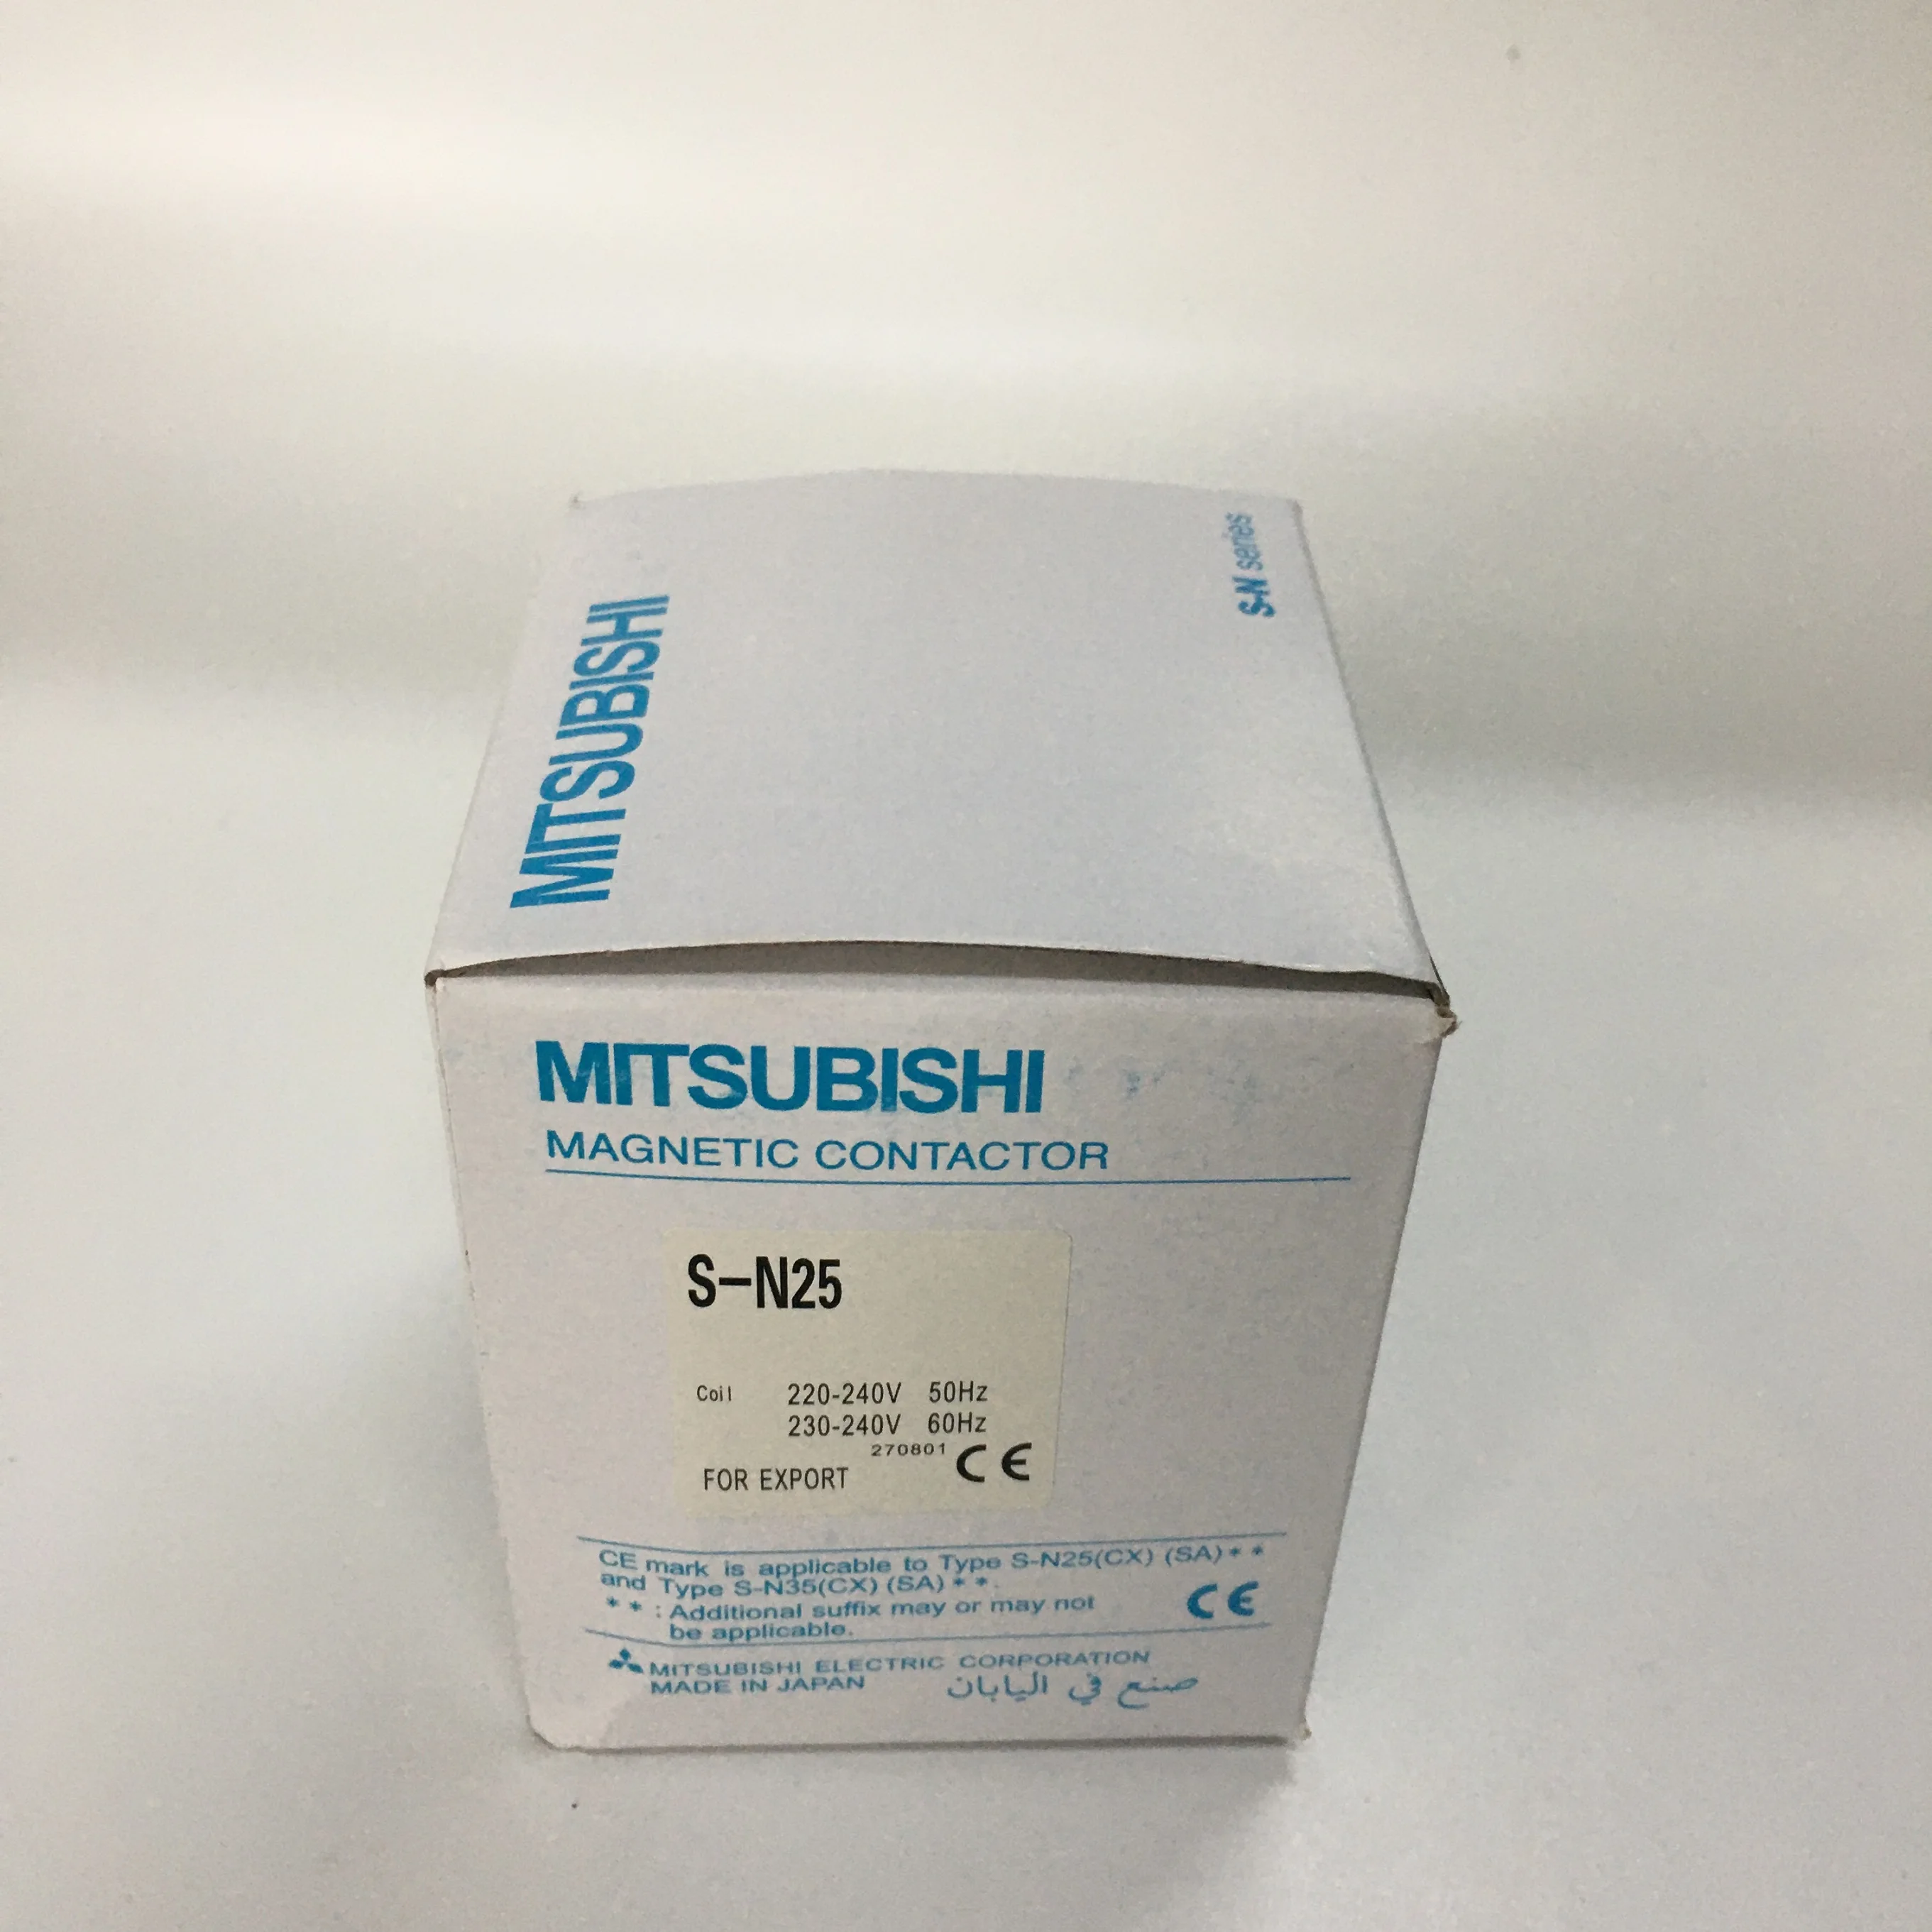 MITSUBISHI
S-N series
MITSUBISHI
MAGNETIC CONTACTOR
S-N25
Coil 220-240V 50Hz
230-240V 60Hz
270801
FOR EXPORT CE
CE mark is applicable to Type S-N25(CX) (SA)**
and Type S-N35(CX) (SA)**.
** : Additional suffix may or may not
be applicable. CE
MITSUBISHI ELECTRIC CORPORATION
MADE IN JAPAN صنع في اليابان